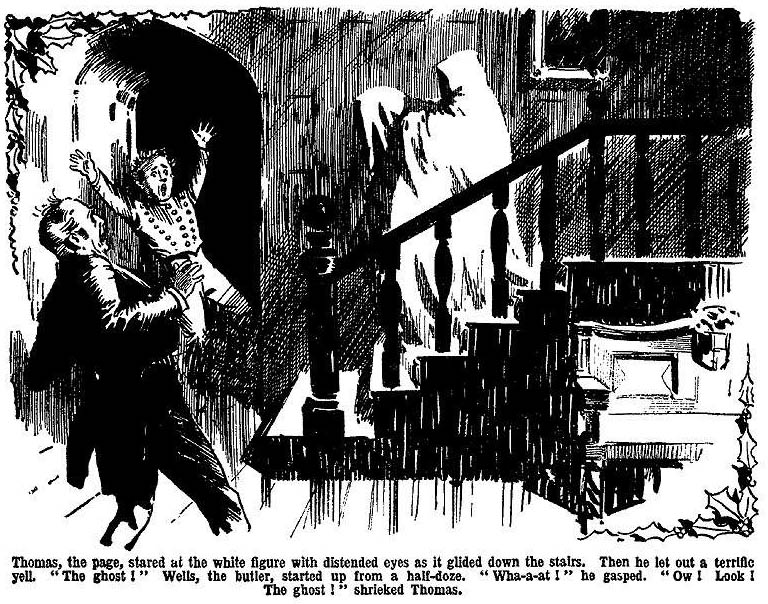 Thomas, the page, stared at the white figure with distended eyes as it glided down the stairs. Then he let out a terrific
yell. "The ghost!" Wells, the butler, started up from a half-doze. "Wha-a-at!" he gasped. "Ow! Look!
The ghost!" shrieked Thomas.